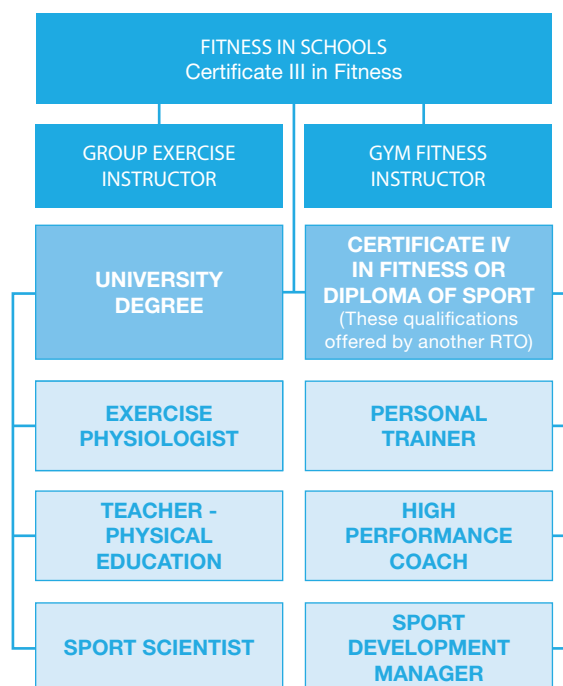 FITNESS IN SCHOOLS
Certificate III in Fitness
GROUP EXERCISE
INSTRUCTOR
GYM FITNESS
INSTRUCTOR
UNIVERSITY
DEGREE
CERTIFICATE IV
IN FITNESS OR
DIPLOMA OF SPORT
(These qualifications
offered by another RTO)
EXERCISE
PHYSIOLOGIST
PERSONAL
TRAINER
TEACHER -
PHYSICAL
EDUCATION
HIGH
PERFORMANCE
COACH
SPORT SCIENTIST
SPORT
DEVELOPMENT
MANAGER